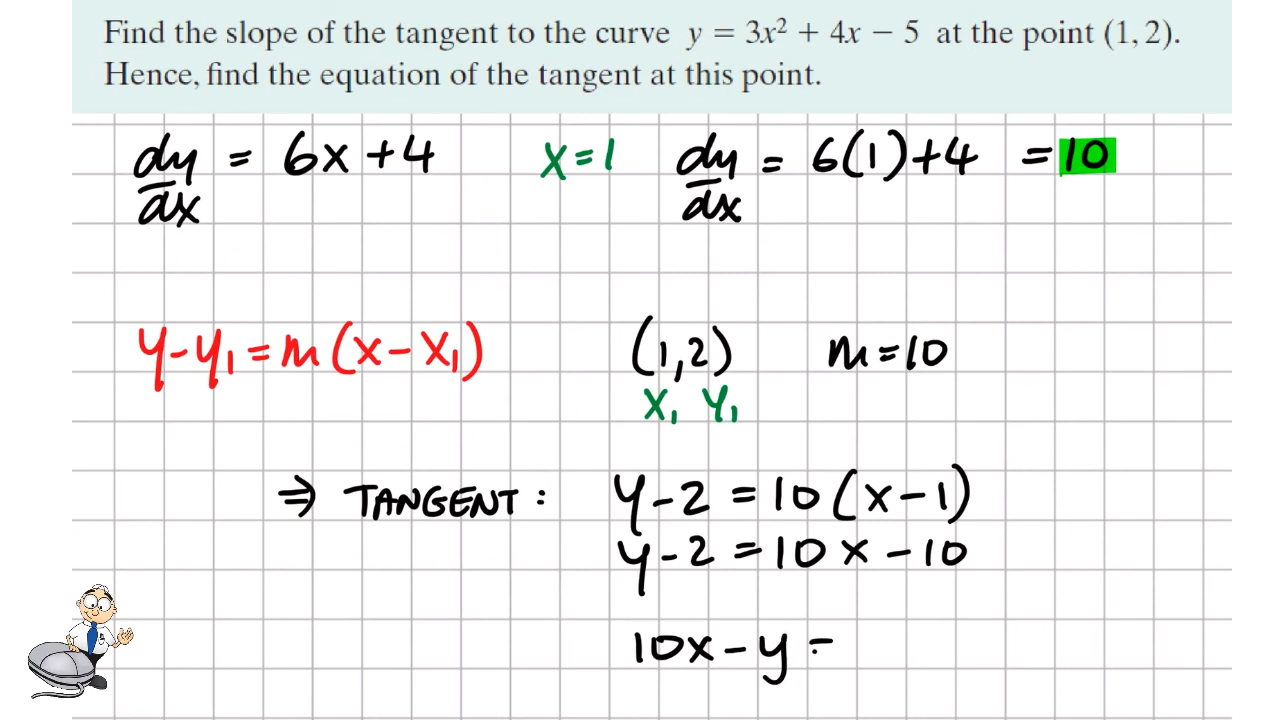 Find the slope of the tangent to the curve y = 3x² + 4x − 5 at the point (1, 2).
Hence, find the equation of the tangent at this point.
dy/dx = 6x + 4 x = 1 dy/dx = 6(1) + 4 = 10
y − y₁ = m(x − x₁) (1, 2) m = 10
x₁ y₁
⇒ TANGENT: y − 2 = 10(x − 1)
y − 2 = 10x − 10
10x − y =